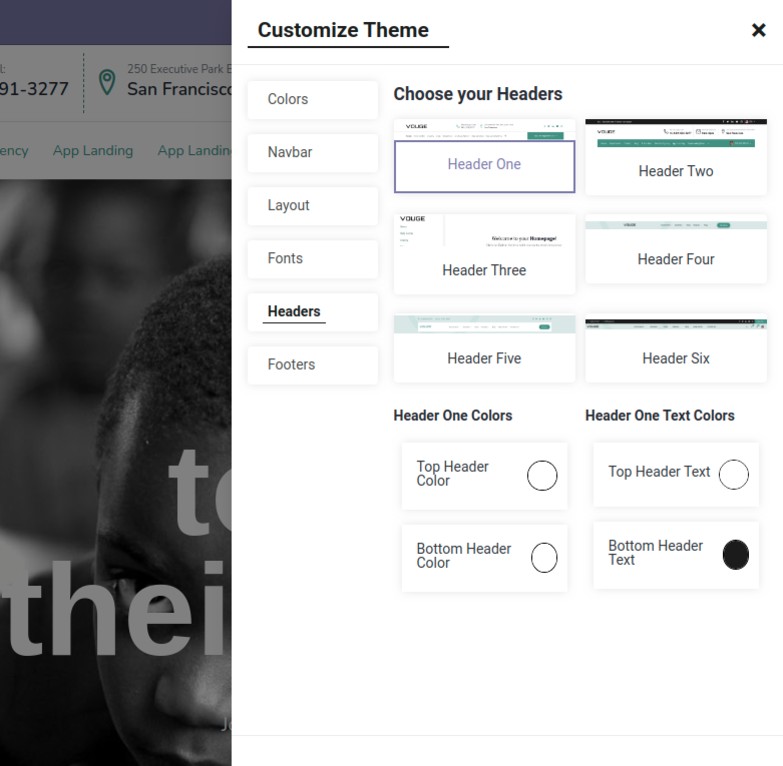 Customize Theme
l:
91-3277
250 Executive Park E
San Francisco
ency
App Landing
App Landin
to
thei
Colors
Navbar
Layout
Fonts
Headers
Footers
Choose your Headers
VOUGE
Header One
VOUGE
Header Two
VOUGE
Welcome to your Homepage!
Header Three
VOUGE
Header Four
VOUGE
Header Five
VOUGE
Header Six
Header One Colors
Header One Text Colors
Top Header
Color
Top Header Text
Bottom Header
Color
Bottom Header
Text